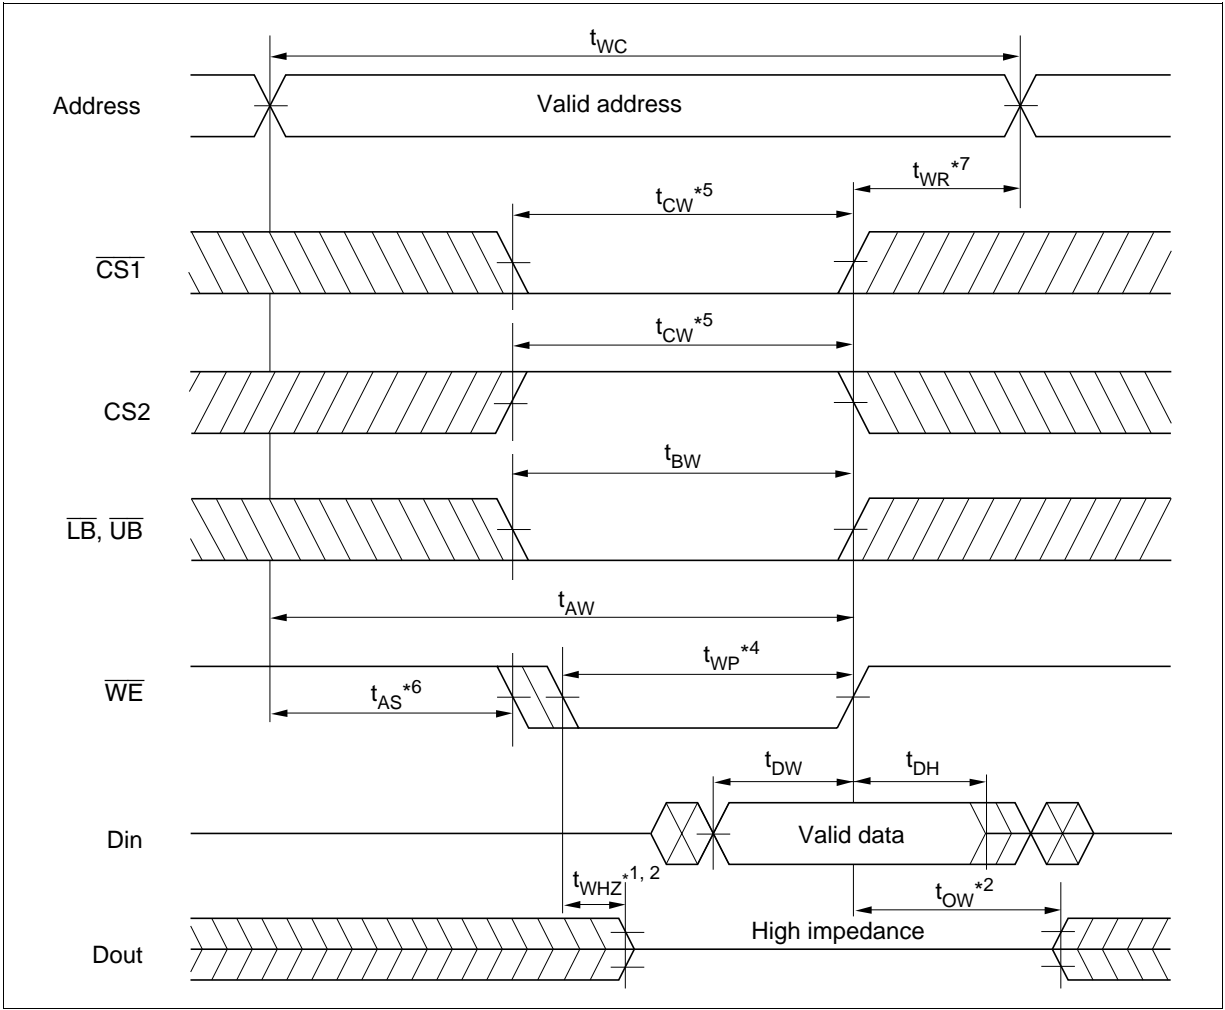 tWC
Address
Valid address
tWR*7
tCW*5
CS1
tCW*5
CS2
tBW
LB, UB
tAW
tWP*4
WE
tAS*6
tDW
tDH
Din
Valid data
tWHZ*1, 2
tOW*2
High impedance
Dout